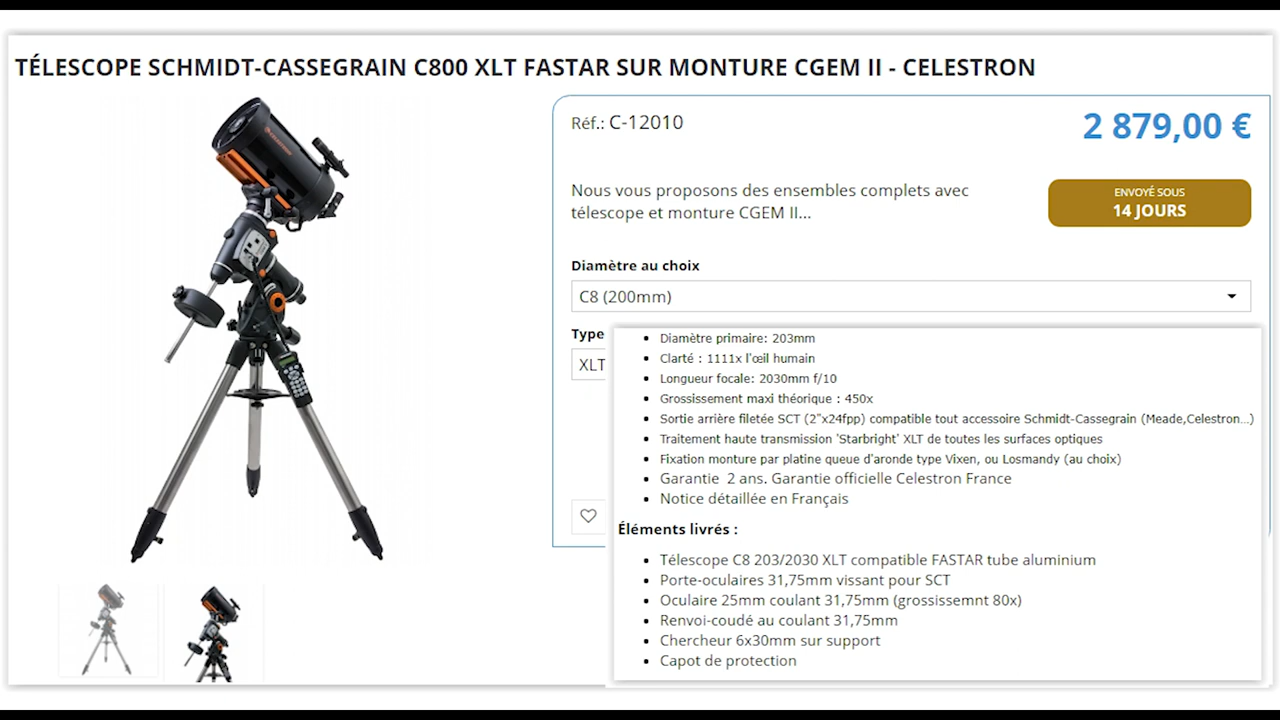 TÉLESCOPE SCHMIDT-CASSEGRAIN C800 XLT FASTAR SUR MONTURE CGEM II - CELESTRON
Réf.: C-12010
2 879,00 €
Nous vous proposons des ensembles complets avec
télescope et monture CGEM II...
ENVOYÉ SOUS
14 JOURS
Diamètre au choix
C8 (200mm)
Type
XLT
• Diamètre primaire: 203mm
• Clarté : 1111x l'œil humain
• Longueur focale: 2030mm f/10
• Grossissement maxi théorique : 450x
• Sortie arrière filetée SCT (2"x24fpp) compatible tout accessoire Schmidt-Cassegrain (Meade,Celestron...)
• Traitement haute transmission 'Starbright' XLT de toutes les surfaces optiques
• Fixation monture par platine queue d'aronde type Vixen, ou Losmandy (au choix)
• Garantie 2 ans. Garantie officielle Celestron France
• Notice détaillée en Français
Éléments livrés :
• Télescope C8 203/2030 XLT compatible FASTAR tube aluminium
• Porte-oculaires 31,75mm vissant pour SCT
• Oculaire 25mm coulant 31,75mm (grossissemnt 80x)
• Renvoi-coudé au coulant 31,75mm
• Chercheur 6x30mm sur support
• Capot de protection